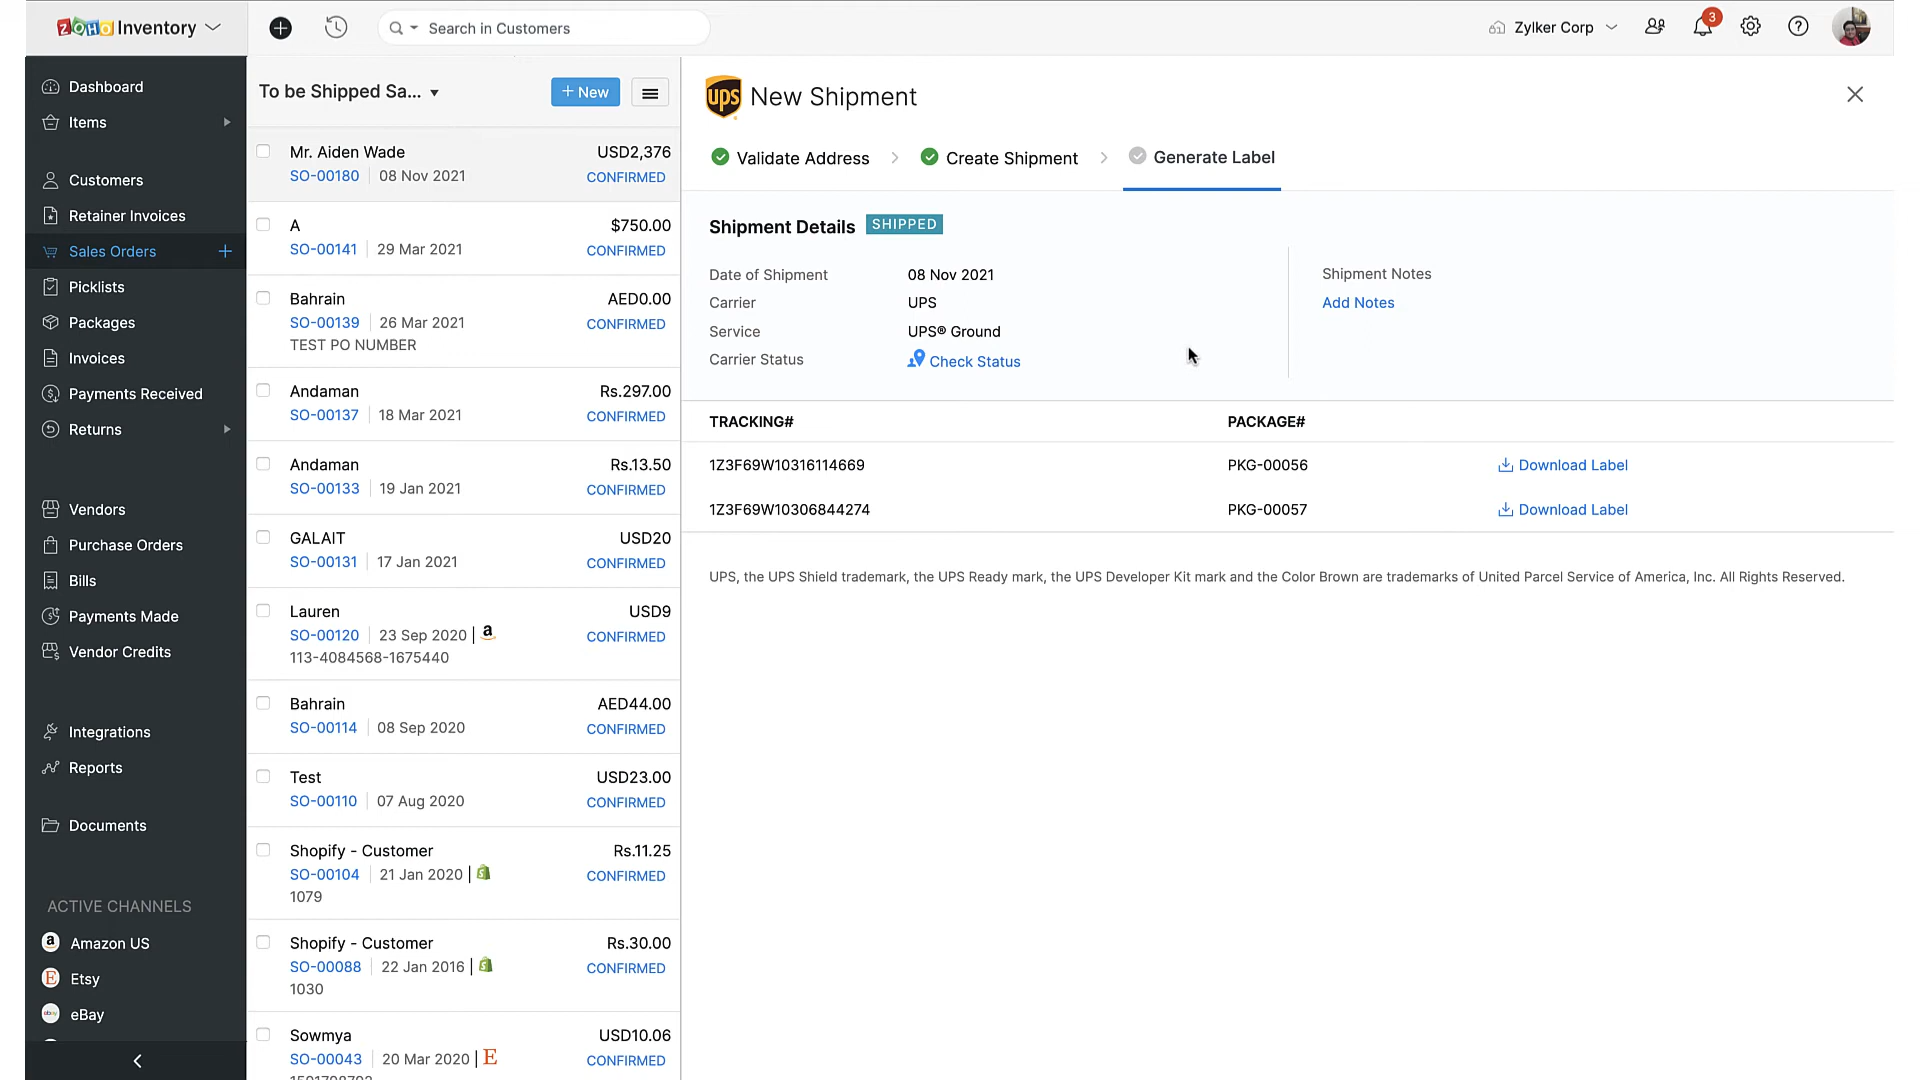 ZOHO Inventory
Search in Customers
Zylker Corp
3
Dashboard
Items
Customers
Retainer Invoices
Sales Orders
Picklists
Packages
Invoices
Payments Received
Returns
Vendors
Purchase Orders
Bills
Payments Made
Vendor Credits
Integrations
Reports
Documents
ACTIVE CHANNELS
Amazon US
Etsy
eBay
To be Shipped Sa...
+ New
Mr. Aiden Wade USD2,376
SO-00180 08 Nov 2021 CONFIRMED
A $750.00
SO-00141 29 Mar 2021 CONFIRMED
Bahrain AED0.00
SO-00139 26 Mar 2021 CONFIRMED
TEST PO NUMBER
Andaman Rs.297.00
SO-00137 18 Mar 2021 CONFIRMED
Andaman Rs.13.50
SO-00133 19 Jan 2021 CONFIRMED
GALAIT USD20
SO-00131 17 Jan 2021 CONFIRMED
Lauren USD9
SO-00120 23 Sep 2020 CONFIRMED
113-4084568-1675440
Bahrain AED44.00
SO-00114 08 Sep 2020 CONFIRMED
Test USD23.00
SO-00110 07 Aug 2020 CONFIRMED
Shopify - Customer Rs.11.25
SO-00104 21 Jan 2020 CONFIRMED
1079
Shopify - Customer Rs.30.00
SO-00088 22 Jan 2016 CONFIRMED
1030
Sowmya USD10.06
SO-00043 20 Mar 2020 CONFIRMED
ups New Shipment
Validate Address
Create Shipment
Generate Label
Shipment Details SHIPPED
Date of Shipment 08 Nov 2021
Carrier UPS
Service UPS® Ground
Carrier Status Check Status
Shipment Notes
Add Notes
TRACKING# PACKAGE#
1Z3F69W10316114669 PKG-00056 Download Label
1Z3F69W10306844274 PKG-00057 Download Label
UPS, the UPS Shield trademark, the UPS Ready mark, the UPS Developer Kit mark and the Color Brown are trademarks of United Parcel Service of America, Inc. All Rights Reserved.